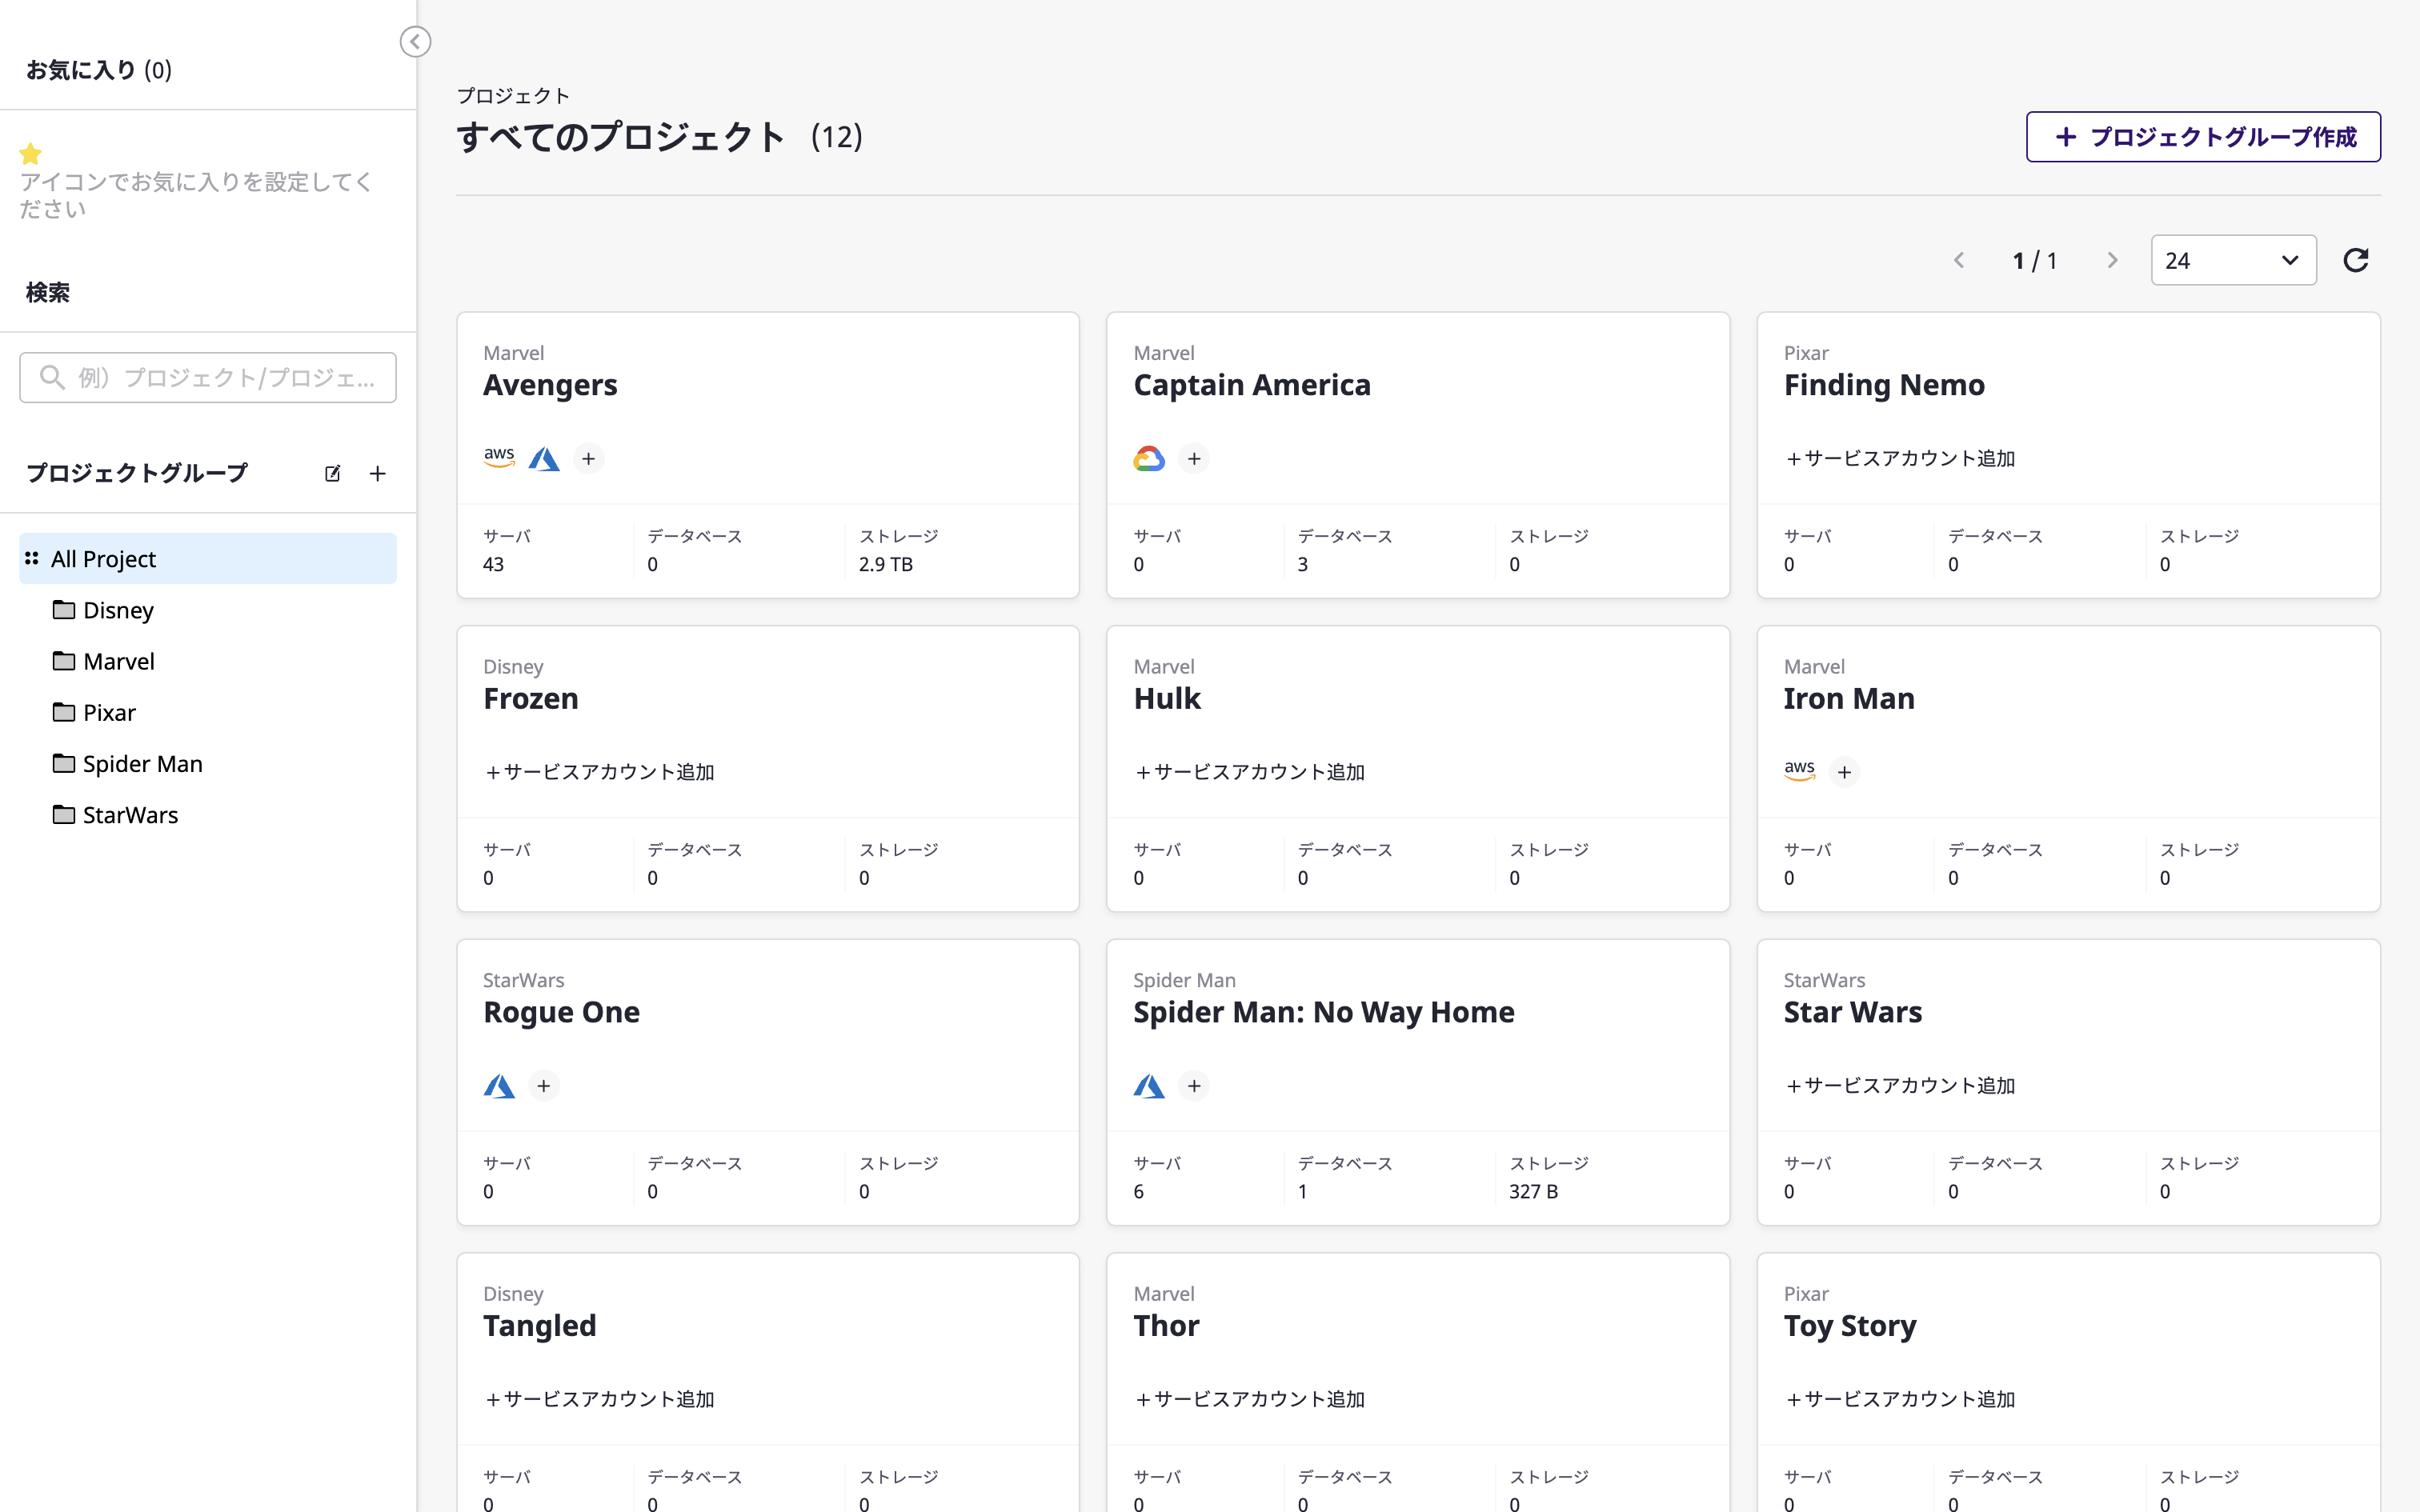 お気に入り (0)
アイコンでお気に入りを設定してく
ださい
検索
例）プロジェクト/プロジェ...
プロジェクトグループ
All Project
Disney
Marvel
Pixar
Spider Man
StarWars
プロジェクト
すべてのプロジェクト (12)
+ プロジェクトグループ作成
1 / 1
24
Marvel
Avengers
aws
+
サーバ データベース ストレージ
43 0 2.9 TB
Marvel
Captain America
+
サーバ データベース ストレージ
0 3 0
Pixar
Finding Nemo
+サービスアカウント追加
サーバ データベース ストレージ
0 0 0
Disney
Frozen
+サービスアカウント追加
サーバ データベース ストレージ
0 0 0
Marvel
Hulk
+サービスアカウント追加
サーバ データベース ストレージ
0 0 0
Marvel
Iron Man
aws
+
サーバ データベース ストレージ
0 0 0
StarWars
Rogue One
+
サーバ データベース ストレージ
0 0 0
Spider Man
Spider Man: No Way Home
+
サーバ データベース ストレージ
6 1 327 B
StarWars
Star Wars
+サービスアカウント追加
サーバ データベース ストレージ
0 0 0
Disney
Tangled
+サービスアカウント追加
サーバ データベース ストレージ
0 0 0
Marvel
Thor
+サービスアカウント追加
サーバ データベース ストレージ
0 0 0
Pixar
Toy Story
+サービスアカウント追加
サーバ データベース ストレージ
0 0 0